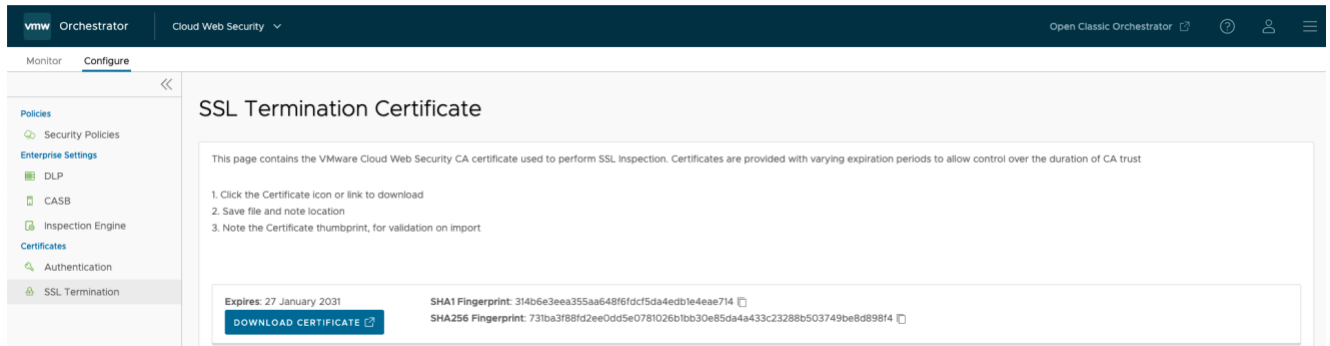 vmw Orchestrator Cloud Web Security Open Classic Orchestrator
Monitor Configure
Policies
Security Policies
Enterprise Settings
DLP
CASB
Inspection Engine
Certificates
Authentication
SSL Termination
SSL Termination Certificate
This page contains the VMware Cloud Web Security CA certificate used to perform SSL Inspection. Certificates are provided with varying expiration periods to allow control over the duration of CA trust
1. Click the Certificate icon or link to download
2. Save file and note location
3. Note the Certificate thumbprint, for validation on import
Expires: 27 January 2031
DOWNLOAD CERTIFICATE
SHA1 Fingerprint: 314b6e3eea355aa648f6fdcf5da4edb1e4eae714
SHA256 Fingerprint: 731ba3f88fd2ee0dd5e0781026b1bb30e85da4a433c23288b503749be8d898f4